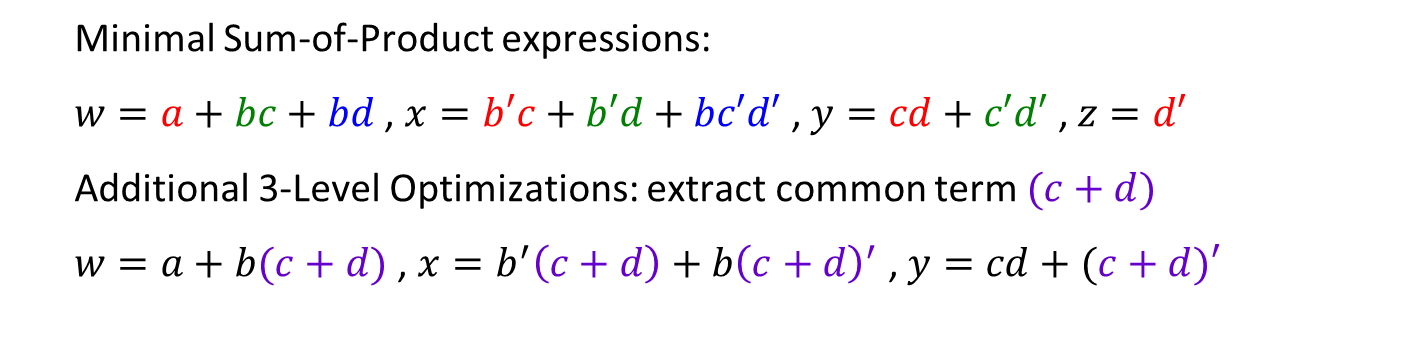 Minimal Sum-of-Product expressions:
w = a + bc + bd , x = b′c + b′d + bc′d′ , y = cd + c′d′ , z = d′
Additional 3-Level Optimizations: extract common term (c + d)
w = a + b(c + d) , x = b′(c + d) + b(c + d)′ , y = cd + (c + d)′